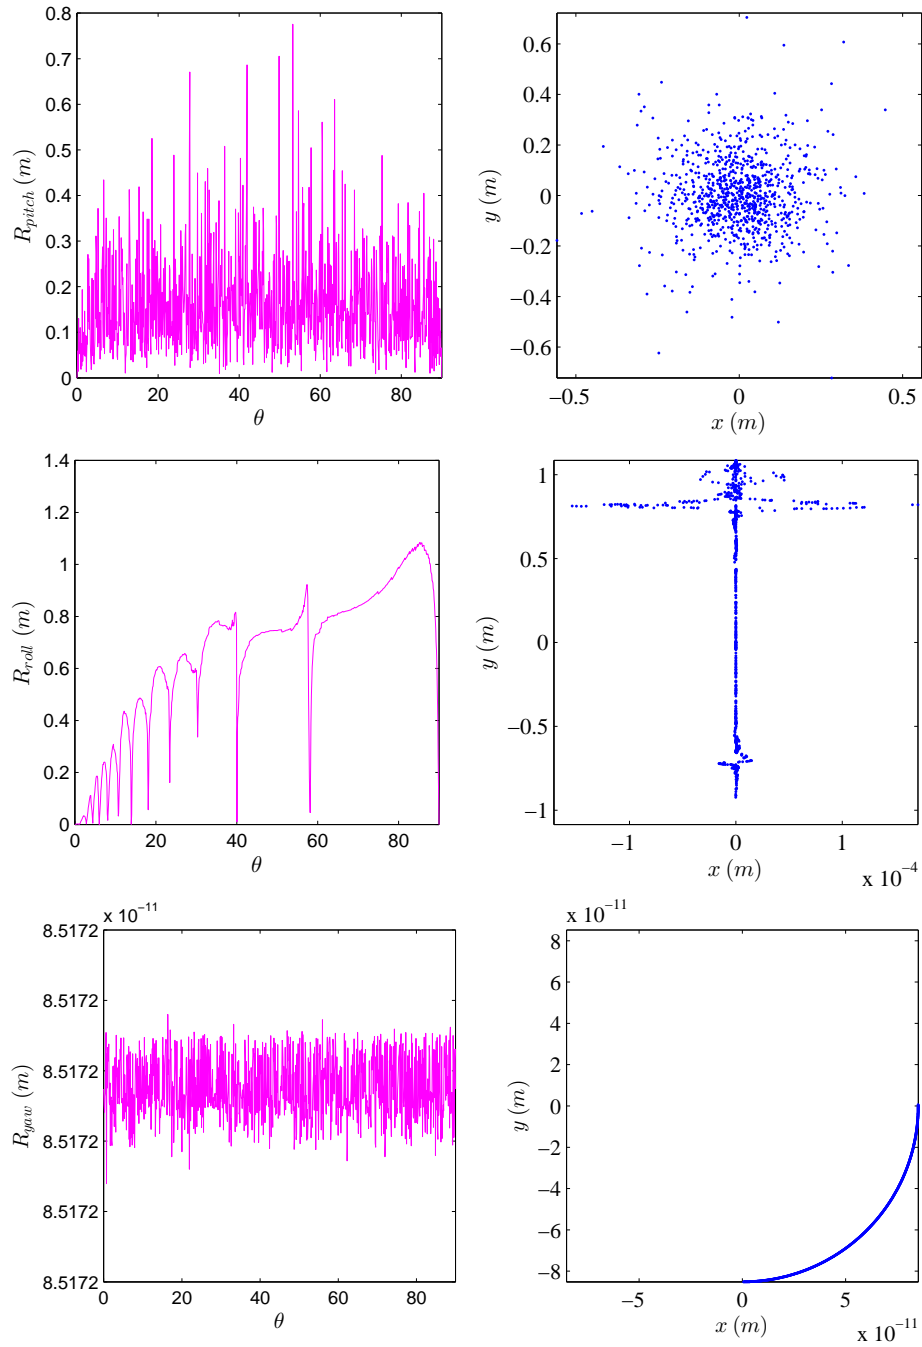 0.8
0.7
0.6
0.5
0.4
0.3
0.2
0.1
0
0 20 40 60 80
R_pitch (m)
θ
0.6
0.4
0.2
0
−0.2
−0.4
−0.6
−0.5 0 0.5
y (m)
x (m)
1.4
1.2
1
0.8
0.6
0.4
0.2
0
0 20 40 60 80
R_roll (m)
θ
1
0.5
0
−0.5
−1
−1 0 1
y (m)
x (m)
x 10^−4
x 10^−11
8.5172
8.5172
8.5172
8.5172
8.5172
8.5172
0 20 40 60 80
R_yaw (m)
θ
x 10^−11
8
6
4
2
0
−2
−4
−6
−8
−5 0 5
y (m)
x (m)
x 10^−11